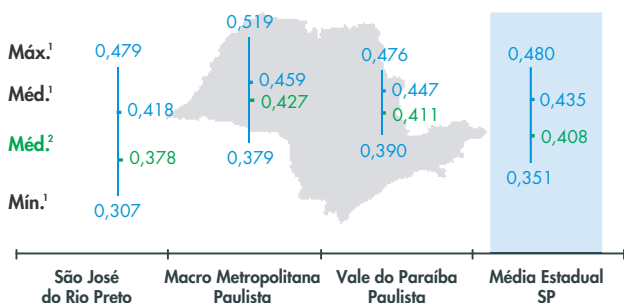 Máx.¹
Méd.¹
Méd.²
Mín.¹
0,479
0,418
0,378
0,307
0,519
0,459
0,427
0,379
0,476
0,447
0,411
0,390
0,480
0,435
0,408
0,351
São José
do Rio Preto
Macro Metropolitana
Paulista
Vale do Paraíba
Paulista
Média Estadual
SP